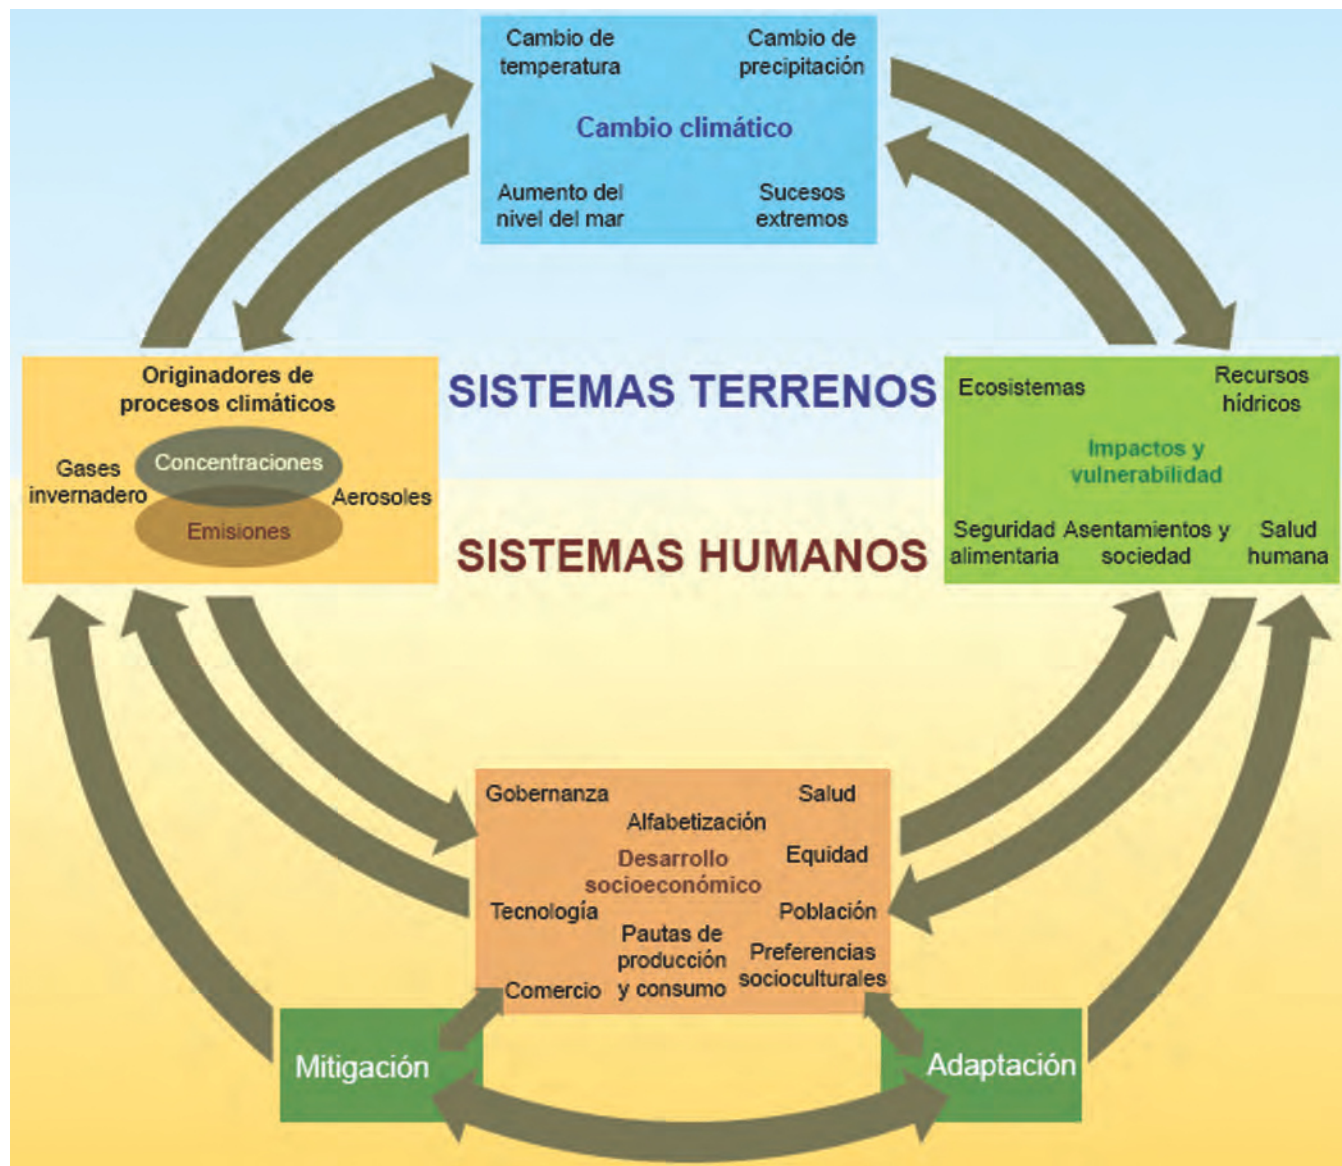 Cambio de
temperatura
Cambio de
precipitación
Cambio climático
Aumento del
nivel del mar
Sucesos
extremos
Originadores de
procesos climáticos
Gases
invernadero
Concentraciones
Emisiones
Aerosoles
SISTEMAS TERRENOS
SISTEMAS HUMANOS
Ecosistemas
Recursos
hídricos
Impactos y
vulnerabilidad
Seguridad
alimentaria
Asentamientos y
sociedad
Salud
humana
Gobernanza
Salud
Alfabetización
Desarrollo
socioeconómico
Equidad
Tecnología
Población
Pautas de
producción
y consumo
Preferencias
socioculturales
Comercio
Mitigación
Adaptación